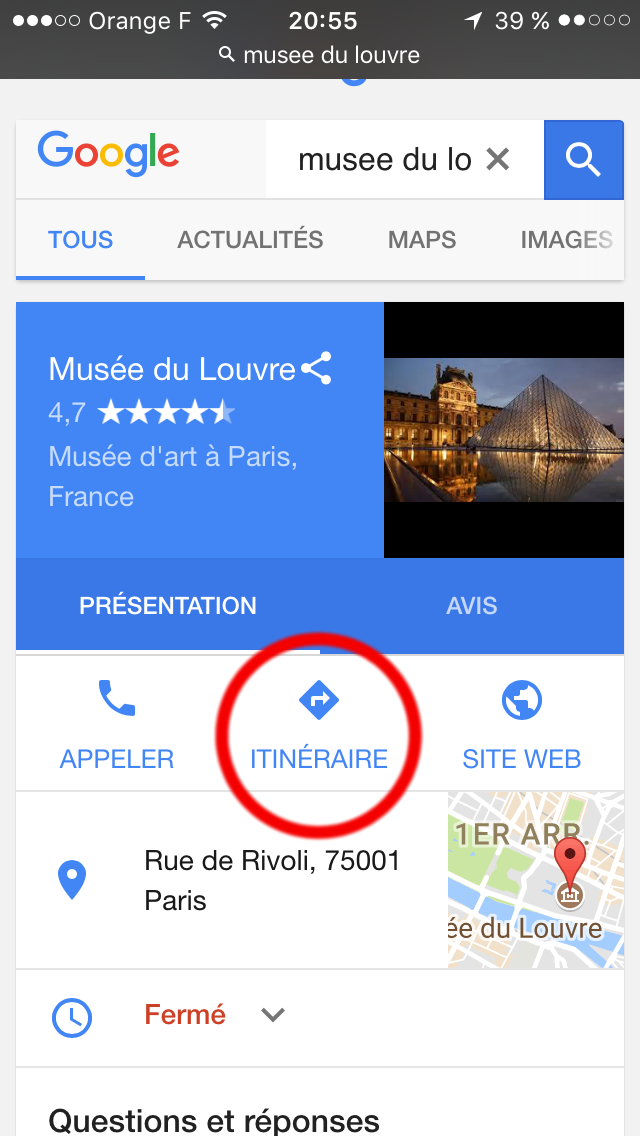 Orange F 20:55 39 %
musee du louvre
Google musee du lo
TOUS ACTUALITÉS MAPS IMAGES
Musée du Louvre
4,7
Musée d'art à Paris,
France
PRÉSENTATION AVIS
APPELER ITINÉRAIRE SITE WEB
Rue de Rivoli, 75001
Paris
1ER ARR.
ée du Louvre
Fermé
Questions et réponses